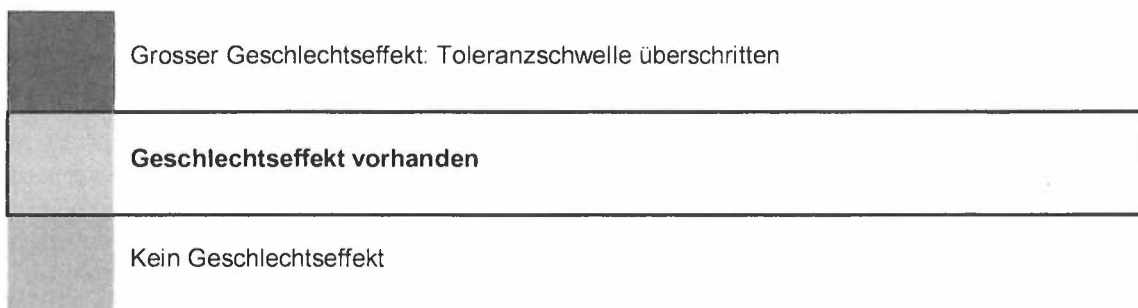 Grosser Geschlechtseffekt: Toleranzschwelle überschritten
Geschlechtseffekt vorhanden
Kein Geschlechtseffekt